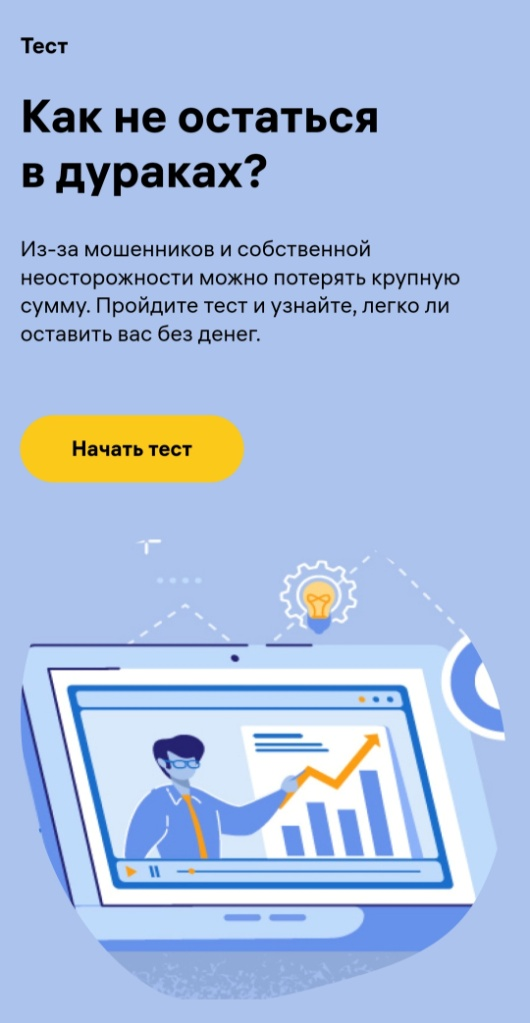 Тест
Как не остаться
в дураках?
Из-за мошенников и собственной
неосторожности можно потерять крупную
сумму. Пройдите тест и узнайте, легко ли
оставить вас без денег.
Начать тест